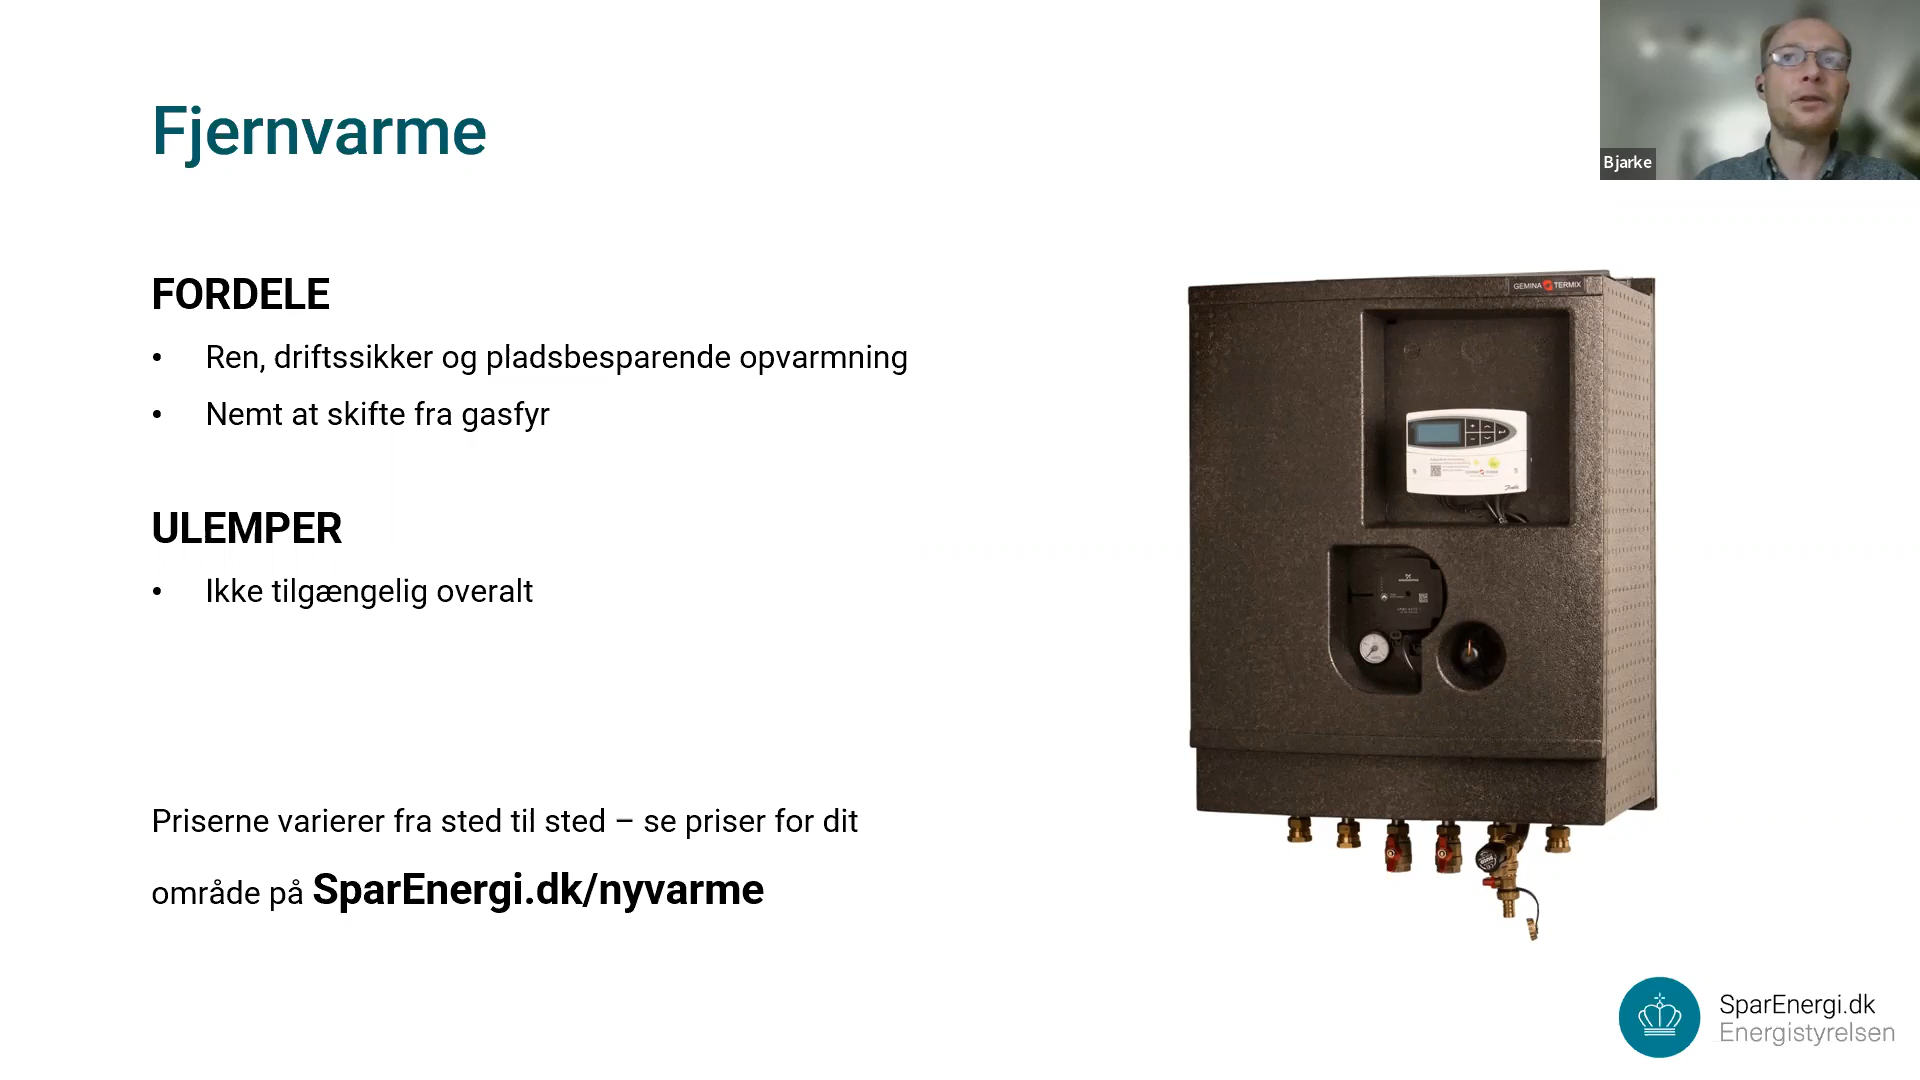 Fjernvarme
Bjarke
FORDELE
• Ren, driftssikker og pladsbesparende opvarmning
• Nemt at skifte fra gasfyr
ULEMPER
• Ikke tilgængelig overalt
Priserne varierer fra sted til sted – se priser for dit
område på SparEnergi.dk/nyvarme
GEMINA TERMIX
Danfoss
SparEnergi.dk
Energistyrelsen